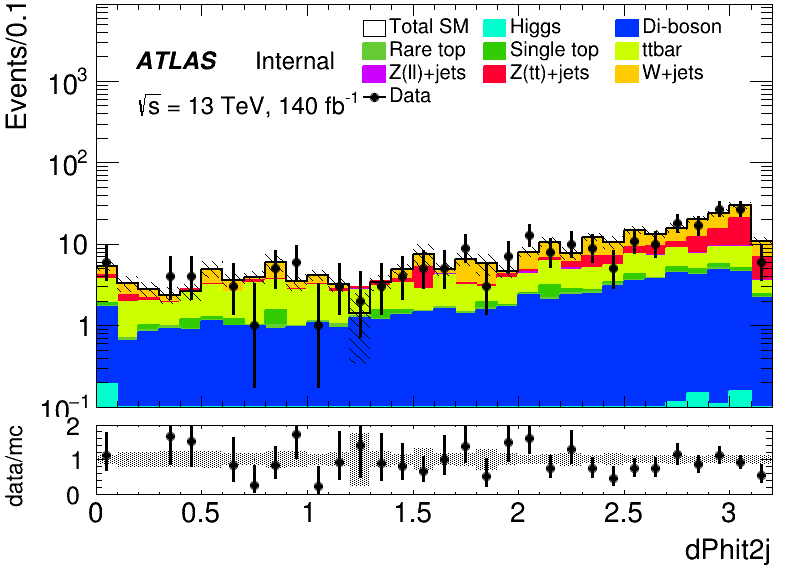 Events/0.1
ATLAS Internal
√s = 13 TeV, 140 fb⁻¹
Total SM Higgs Di-boson
Rare top Single top ttbar
Z(ll)+jets Z(tt)+jets W+jets
Data
10³
10²
10
1
10⁻¹
data/mc
2
1
0
0 0.5 1 1.5 2 2.5 3
dPhit2j